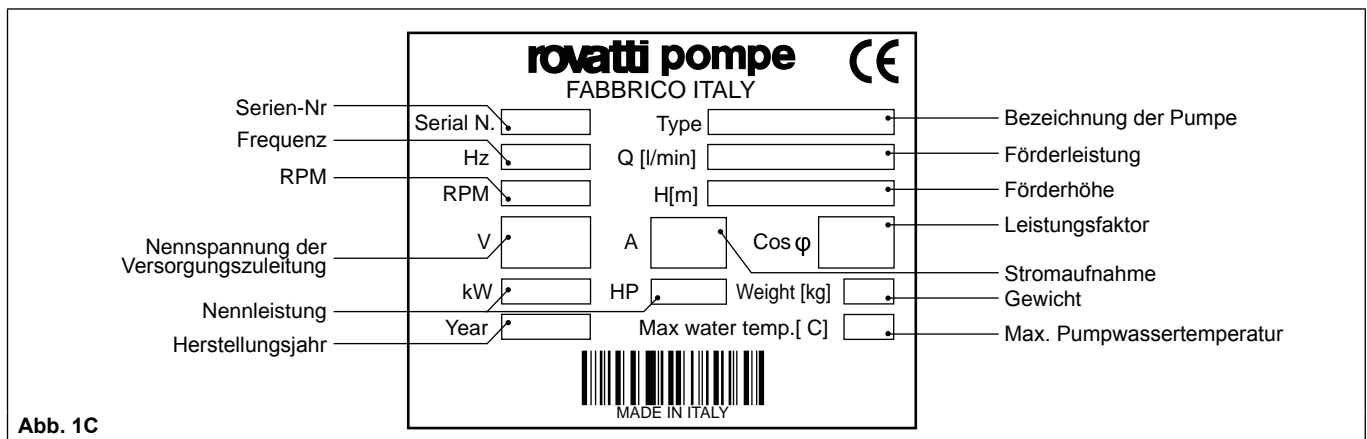 rovatti pompe CE
FABBRICO ITALY
Serien-Nr
Serial N.
Type
Bezeichnung der Pumpe
Frequenz
Hz
Q [l/min]
Förderleistung
RPM
RPM
H[m]
Förderhöhe
Nennspannung der
Versorgungszuleitung
V
A
Cos φ
Leistungsfaktor
Stromaufnahme
Nennleistung
kW
HP
Weight [kg]
Gewicht
Herstellungsjahr
Year
Max water temp.[ C]
Max. Pumpwassertemperatur
MADE IN ITALY
Abb. 1C